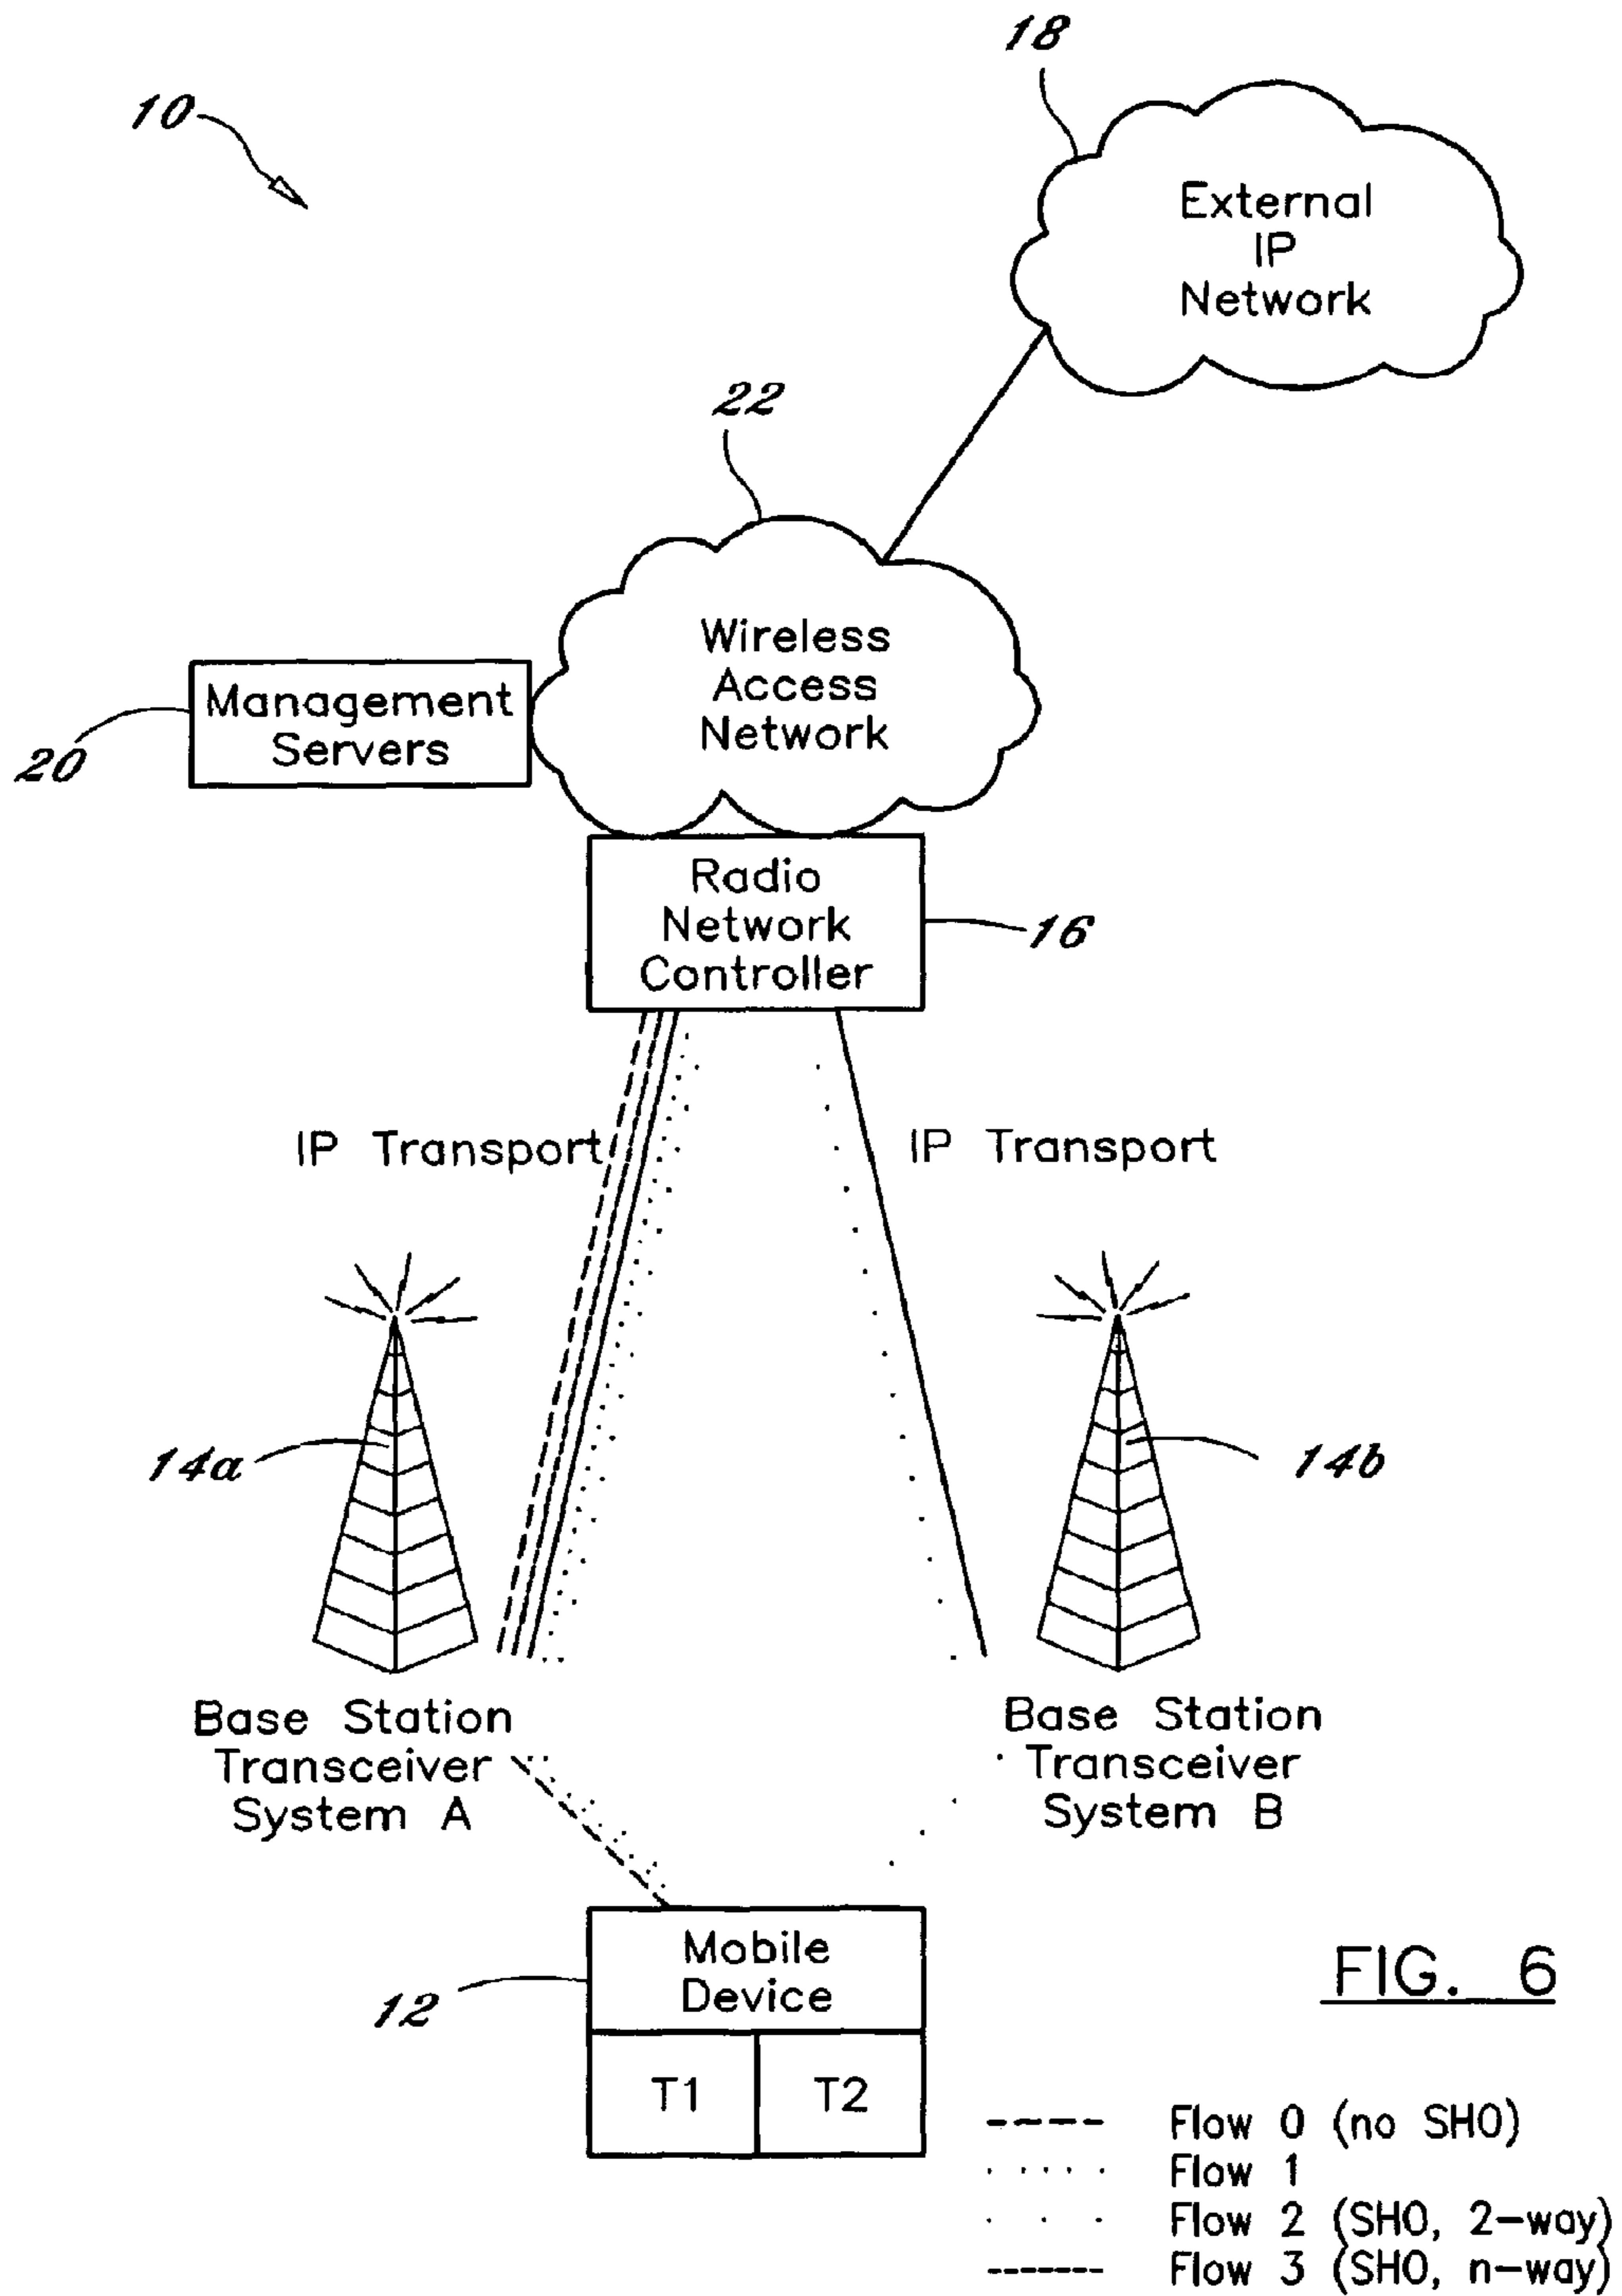 18
10
External
IP
Network
22
Wireless
Access
Network
Management
Servers
20
Radio
Network
Controller
16
IP Transport
IP Transport
14a
14b
Base Station
Transceiver
System A
Base Station
Transceiver
System B
Mobile
Device
12
T1
T2
FIG. 6
Flow 0 (no SHO)
Flow 1
Flow 2 (SHO, 2-way)
Flow 3 (SHO, n-way)